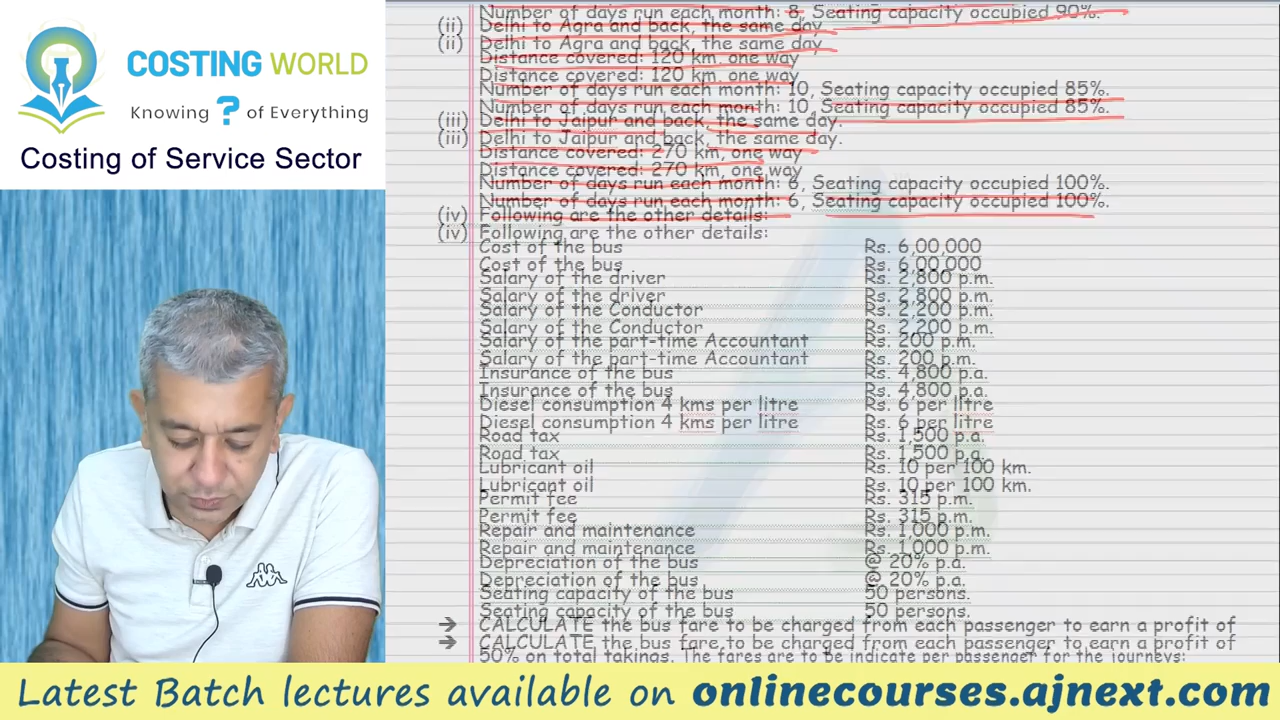 COSTING WORLD
Knowing ? of Everything
Costing of Service Sector
Number of days run each month: 8, Seating capacity occupied 90%.
(ii) Delhi to Agra and back, the same day.
(ii) Delhi to Agra and back, the same day
Distance covered: 120 km, one way
Distance covered: 120 km, one way
Number of days run each month: 10, Seating capacity occupied 85%.
Number of days run each month: 10, Seating capacity occupied 85%.
(iii) Delhi to Jaipur and back, the same day.
(iii) Delhi to Jaipur and back, the same day.
Distance covered: 270 km, one way
Distance covered: 270 km, one way
Number of days run each month: 6, Seating capacity occupied 100%.
Number of days run each month: 6, Seating capacity occupied 100%.
(iv) Following are the other details:
(iv) Following are the other details:
Cost of the bus Rs. 6,00,000
Cost of the bus Rs. 6,00,000
Salary of the driver Rs. 2,800 p.m.
Salary of the driver Rs. 2,800 p.m.
Salary of the Conductor Rs. 2,200 p.m.
Salary of the Conductor Rs. 2,200 p.m.
Salary of the part-time Accountant Rs. 200 p.m.
Salary of the part-time Accountant Rs. 200 p.m.
Insurance of the bus Rs. 4,800 p.a.
Insurance of the bus Rs. 4,800 p.a.
Diesel consumption 4 kms per litre Rs. 6 per litre
Diesel consumption 4 kms per litre Rs. 6 per litre
Road tax Rs. 1,500 p.a.
Road tax Rs. 1,500 p.a.
Lubricant oil Rs. 10 per 100 km.
Lubricant oil Rs. 10 per 100 km.
Permit fee Rs. 315 p.m.
Permit fee Rs. 315 p.m.
Repair and maintenance Rs. 1,000 p.m.
Repair and maintenance Rs. 1,000 p.m.
Depreciation of the bus @ 20% p.a.
Depreciation of the bus @ 20% p.a.
Seating capacity of the bus 50 persons.
Seating capacity of the bus 50 persons.
→ CALCULATE the bus fare to be charged from each passenger to earn a profit of
→ CALCULATE the bus fare to be charged from each passenger to earn a profit of
50% on total takings. The fares are to be indicate per passenger for the journeys:
Latest Batch lectures available on onlinecourses.ajnext.com